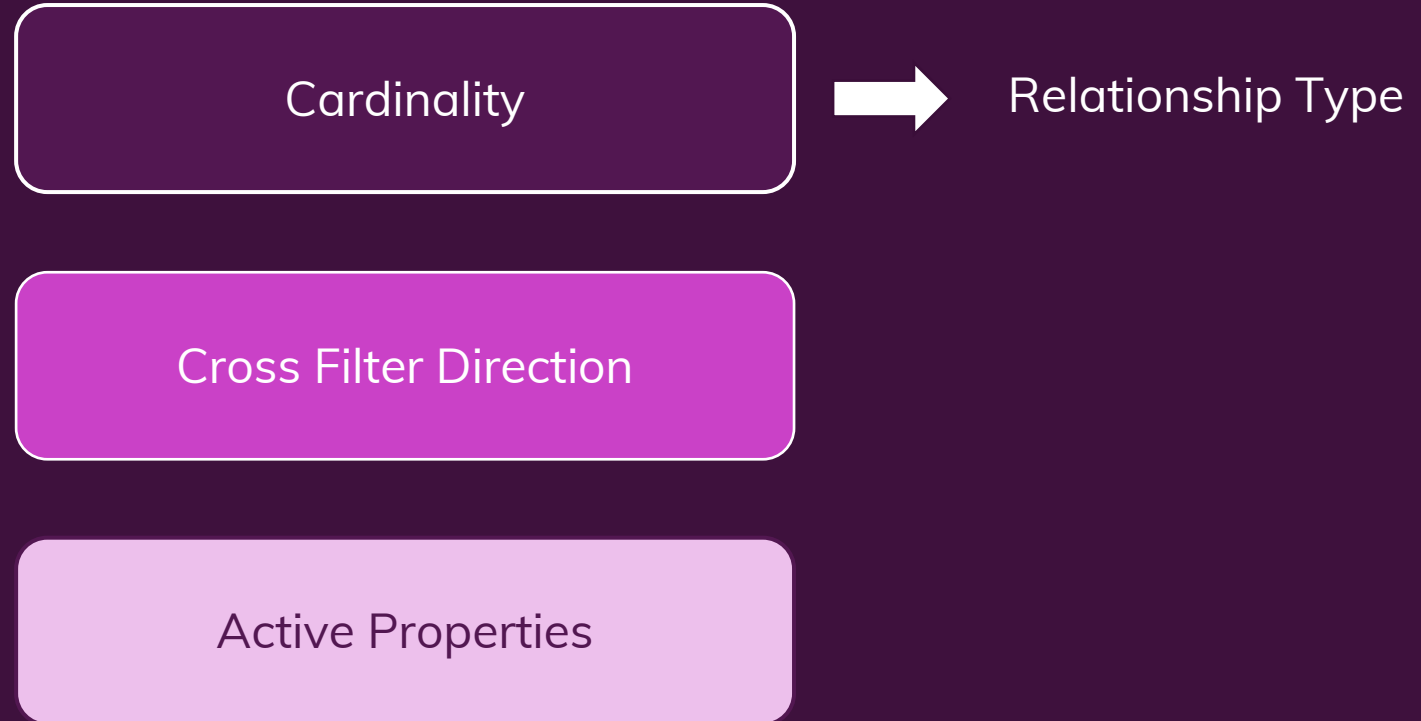 Cardinality
Relationship Type
Cross Filter Direction
Active Properties